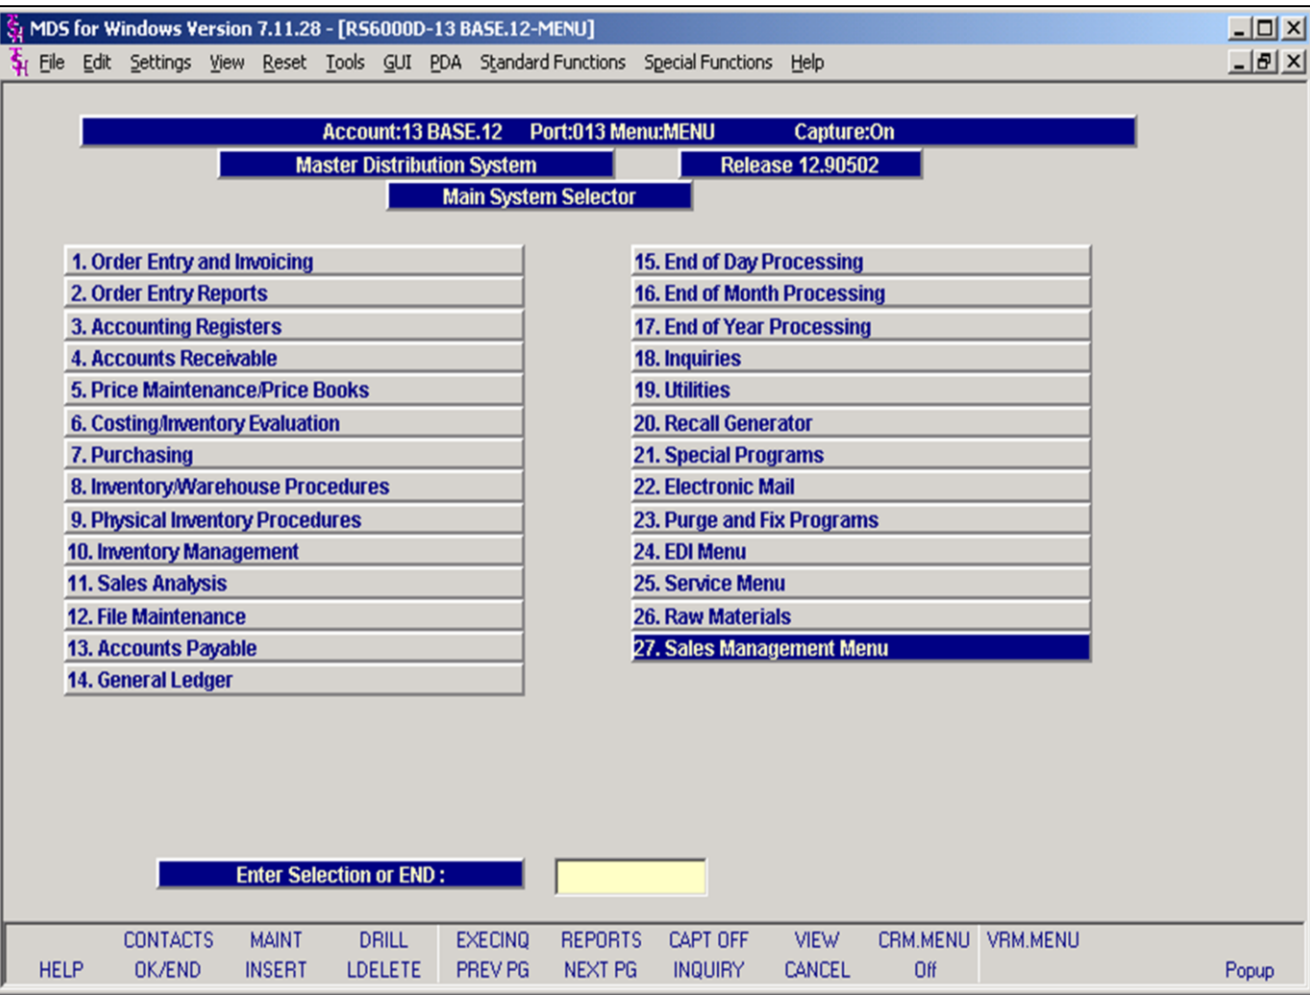 MDS for Windows Version 7.11.28 - [RS6000D-13 BASE.12-MENU]
File Edit Settings View Reset Tools GUI PDA Standard Functions Special Functions Help
Account:13 BASE.12 Port:013 Menu:MENU Capture:On
Master Distribution System Release 12.90502
Main System Selector
1. Order Entry and Invoicing
2. Order Entry Reports
3. Accounting Registers
4. Accounts Receivable
5. Price Maintenance/Price Books
6. Costing/Inventory Evaluation
7. Purchasing
8. Inventory/Warehouse Procedures
9. Physical Inventory Procedures
10. Inventory Management
11. Sales Analysis
12. File Maintenance
13. Accounts Payable
14. General Ledger
15. End of Day Processing
16. End of Month Processing
17. End of Year Processing
18. Inquiries
19. Utilities
20. Recall Generator
21. Special Programs
22. Electronic Mail
23. Purge and Fix Programs
24. EDI Menu
25. Service Menu
26. Raw Materials
27. Sales Management Menu
Enter Selection or END :
CONTACTS MAINT DRILL EXECINQ REPORTS CAPT OFF VIEW CRM.MENU VRM.MENU
HELP OK/END INSERT LDELETE PREV PG NEXT PG INQUIRY CANCEL Off Popup